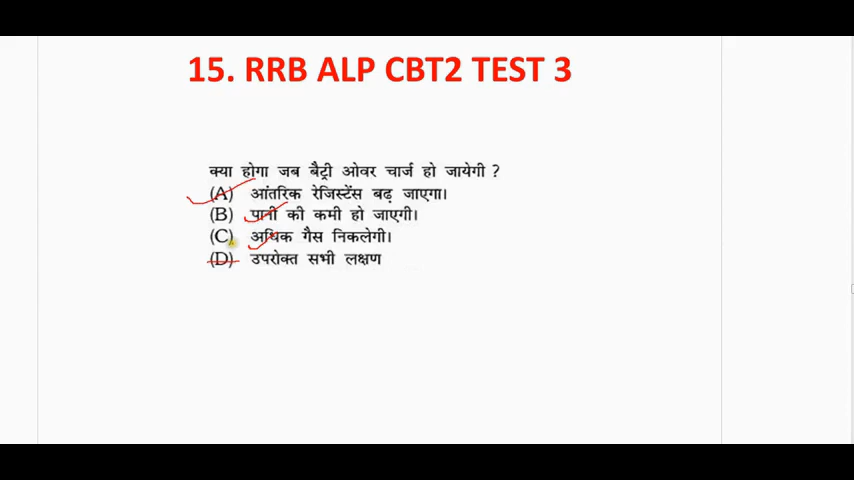 15. RRB ALP CBT2 TEST 3
क्या होगा जब बैट्री ओवर चार्ज हो जायेगी ?
(A) आंतरिक रेजिस्टेंस बढ़ जाएगा।
(B) पानी की कमी हो जाएगी।
(C) अधिक गैस निकलेगी।
(D) उपरोक्त सभी लक्षण